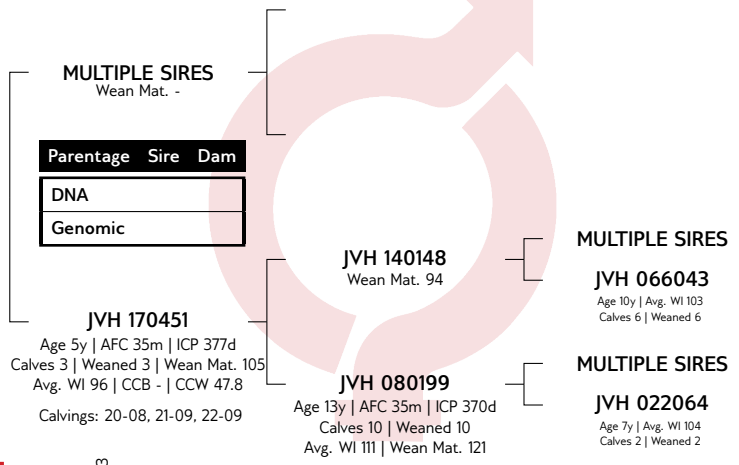 MULTIPLE SIRES
Wean Mat. -
Parentage Sire Dam
DNA
Genomic
JVH 170451
Age 5y | AFC 35m | ICP 377d
Calves 3 | Weaned 3 | Wean Mat. 105
Avg. WI 96 | CCB - | CCW 47.8
Calvings: 20-08, 21-09, 22-09
JVH 140148
Wean Mat. 94
JVH 080199
Age 13y | AFC 35m | ICP 370d
Calves 10 | Weaned 10
Avg. WI 111 | Wean Mat. 121
MULTIPLE SIRES
JVH 066043
Age 10y | Avg. WI 103
Calves 6 | Weaned 6
MULTIPLE SIRES
JVH 022064
Age 7y | Avg. WI 104
Calves 2 | Weaned 2
3